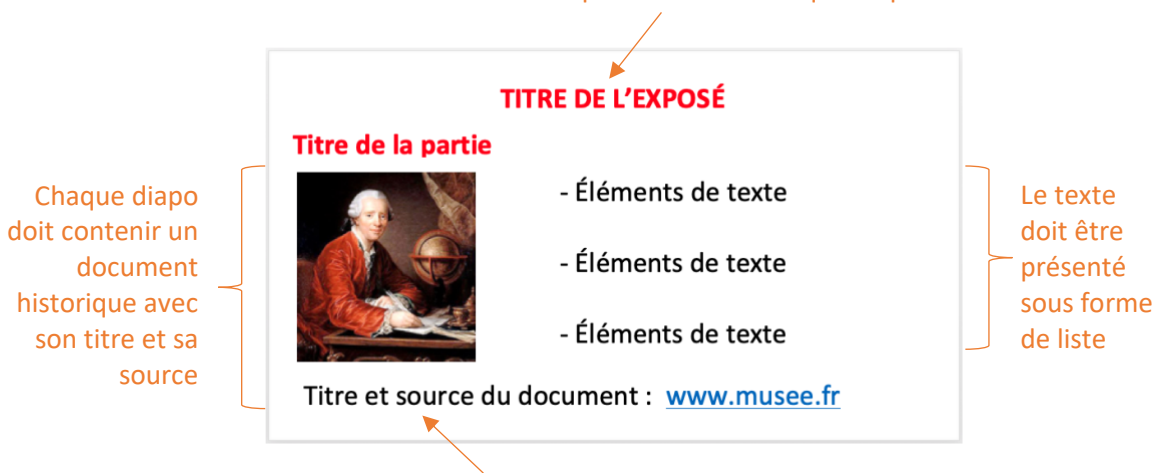 TITRE DE L’EXPOSÉ
Titre de la partie
Chaque diapo
doit contenir un
document
historique avec
son titre et sa
source
- Éléments de texte
- Éléments de texte
- Éléments de texte
Le texte
doit être
présenté
sous forme
de liste
Titre et source du document : www.musee.fr